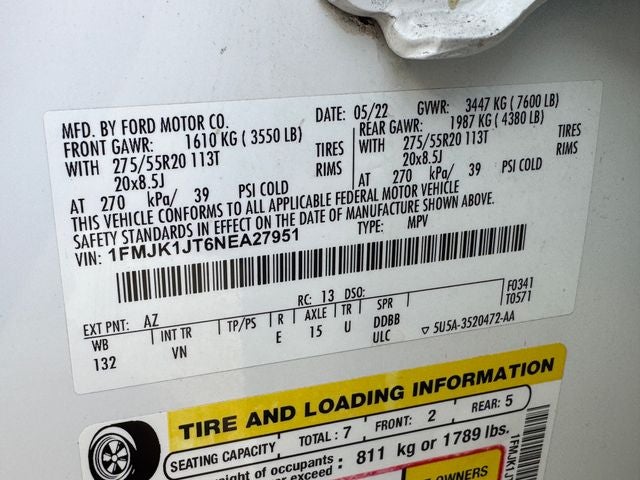 MFD. BY FORD MOTOR CO.
DATE: 05/22 GVWR: 3447 KG ( 7600 LB)
FRONT GAWR: 1610 KG ( 3550 LB)
REAR GAWR: 1987 KG ( 4380 LB)
WITH 275/55R20 113T TIRES
WITH 275/55R20 113T TIRES
20x8.5J RIMS
20x8.5J RIMS
AT 270 kPa/ 39 PSI COLD
AT 270 kPa/ 39 PSI COLD
THIS VEHICLE CONFORMS TO ALL APPLICABLE FEDERAL MOTOR VEHICLE
SAFETY STANDARDS IN EFFECT ON THE DATE OF MANUFACTURE SHOWN ABOVE.
VIN: 1FMJK1JT6NEA27951 TYPE: MPV
F0341
T0571
EXT PNT: AZ RC: 13 DSO:
WB INT TR TP/PS R AXLE TR SPR
132 VN E 15 U DDBB
ULC ▽ 5U5A-3520472-AA
TIRE AND LOADING INFORMATION
SEATING CAPACITY TOTAL: 7 FRONT: 2 REAR: 5
weight of occupants : 811 kg or 1789 lbs.
exceed :
OWNERS
1FMJK1J